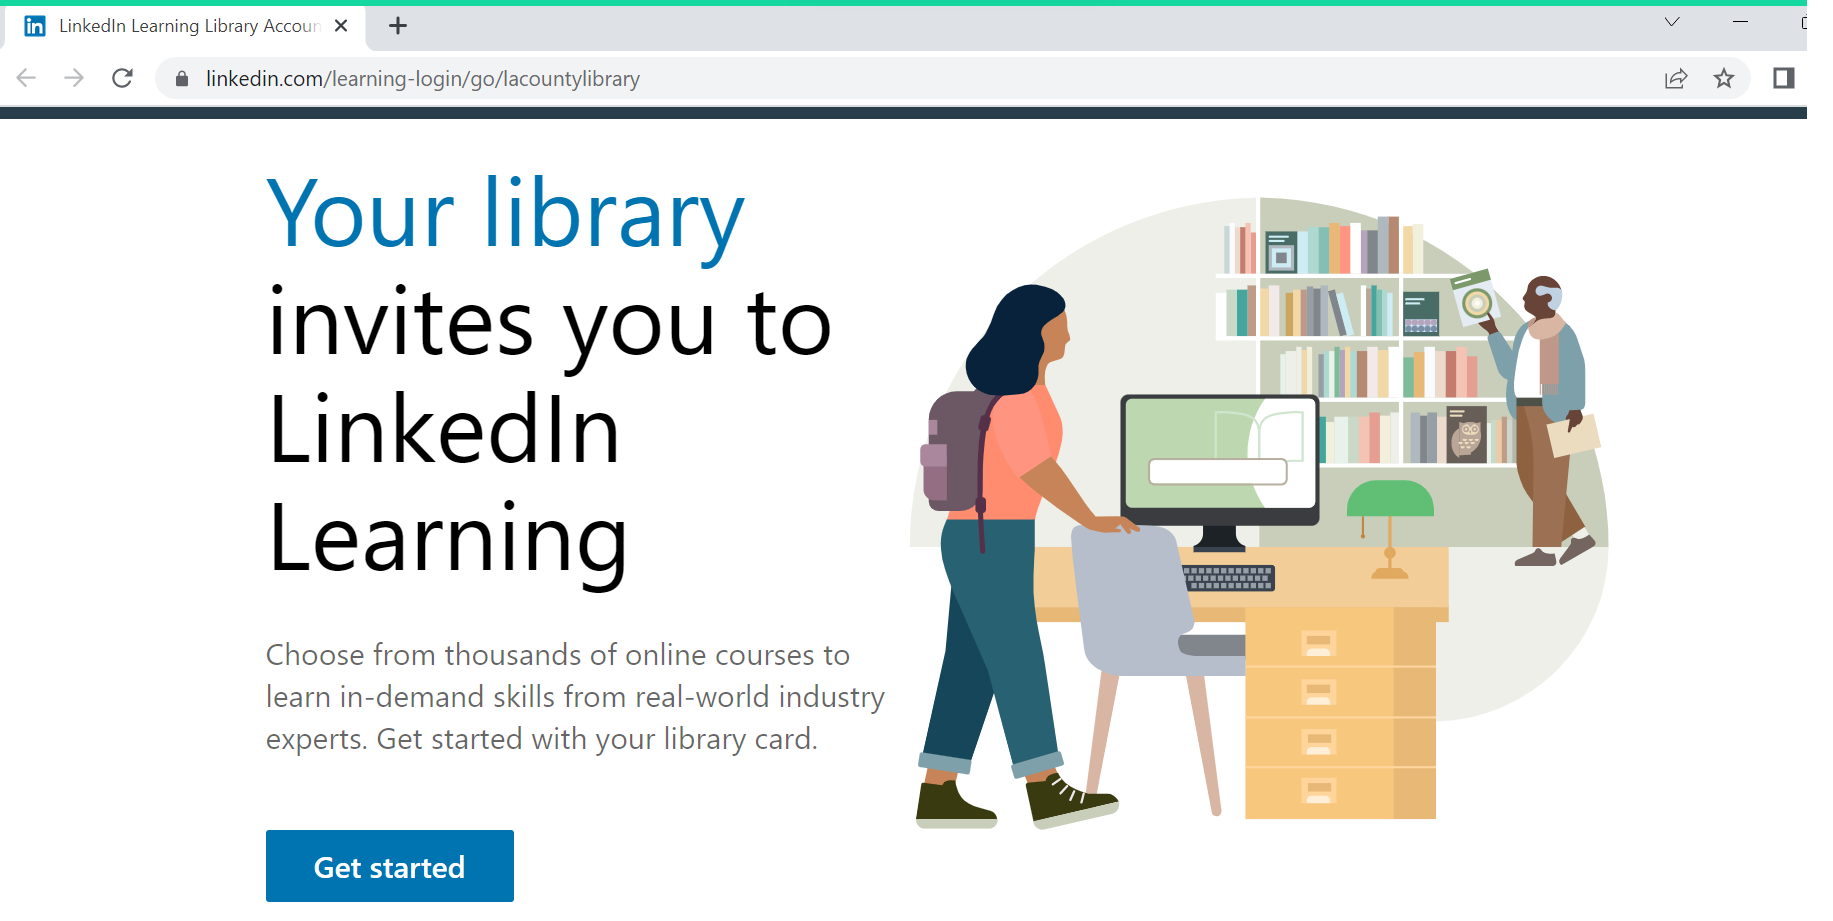 in LinkedIn Learning Library Accoun
linkedin.com/learning-login/go/lacountylibrary
Your library
invites you to
LinkedIn
Learning
Choose from thousands of online courses to
learn in-demand skills from real-world industry
experts. Get started with your library card.
Get started